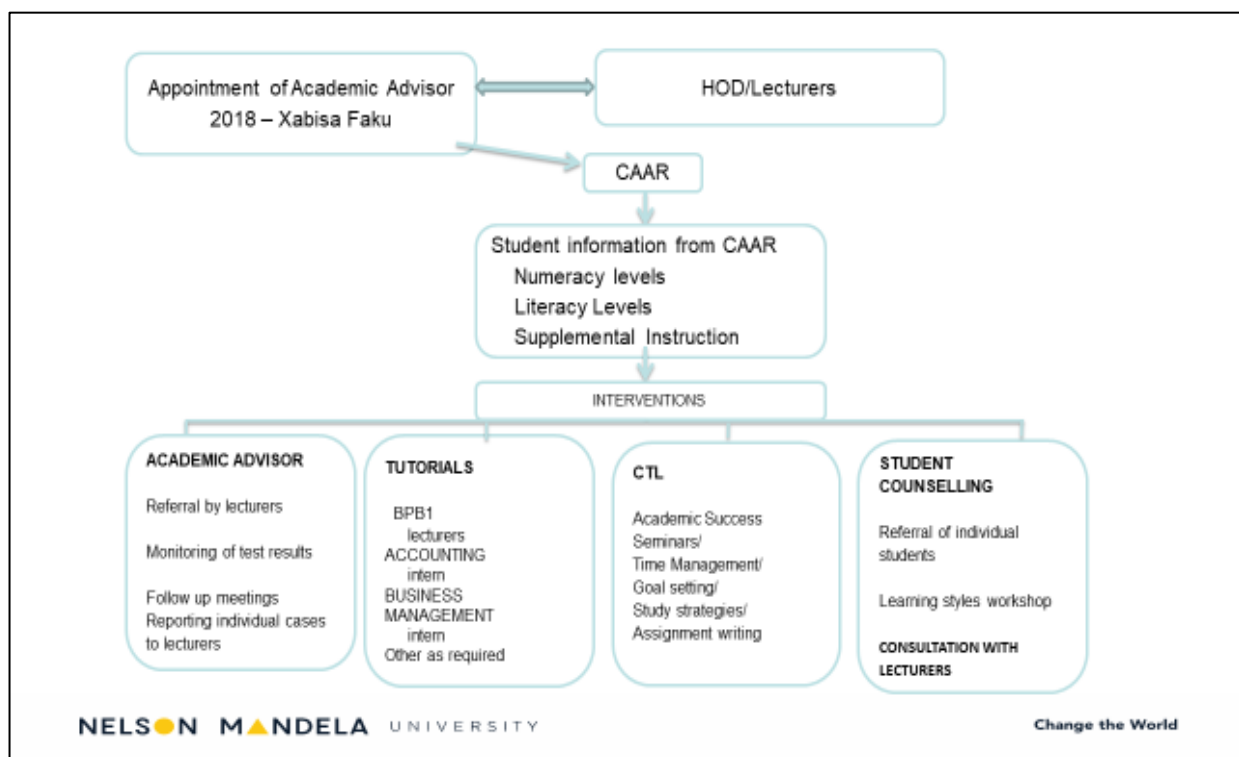 Appointment of Academic Advisor
2018 – Xabisa Faku
HOD/Lecturers
CAAR
Student information from CAAR
Numeracy levels
Literacy Levels
Supplemental Instruction
INTERVENTIONS
ACADEMIC ADVISOR
Referral by lecturers
Monitoring of test results
Follow up meetings
Reporting individual cases
to lecturers
TUTORIALS
BPB1
lecturers
ACCOUNTING
intern
BUSINESS
MANAGEMENT
intern
Other as required
CTL
Academic Success
Seminars/
Time Management/
Goal setting/
Study strategies/
Assignment writing
STUDENT
COUNSELLING
Referral of individual
students
Learning styles workshop
CONSULTATION WITH
LECTURERS
NELSON MANDELA UNIVERSITY
Change the World